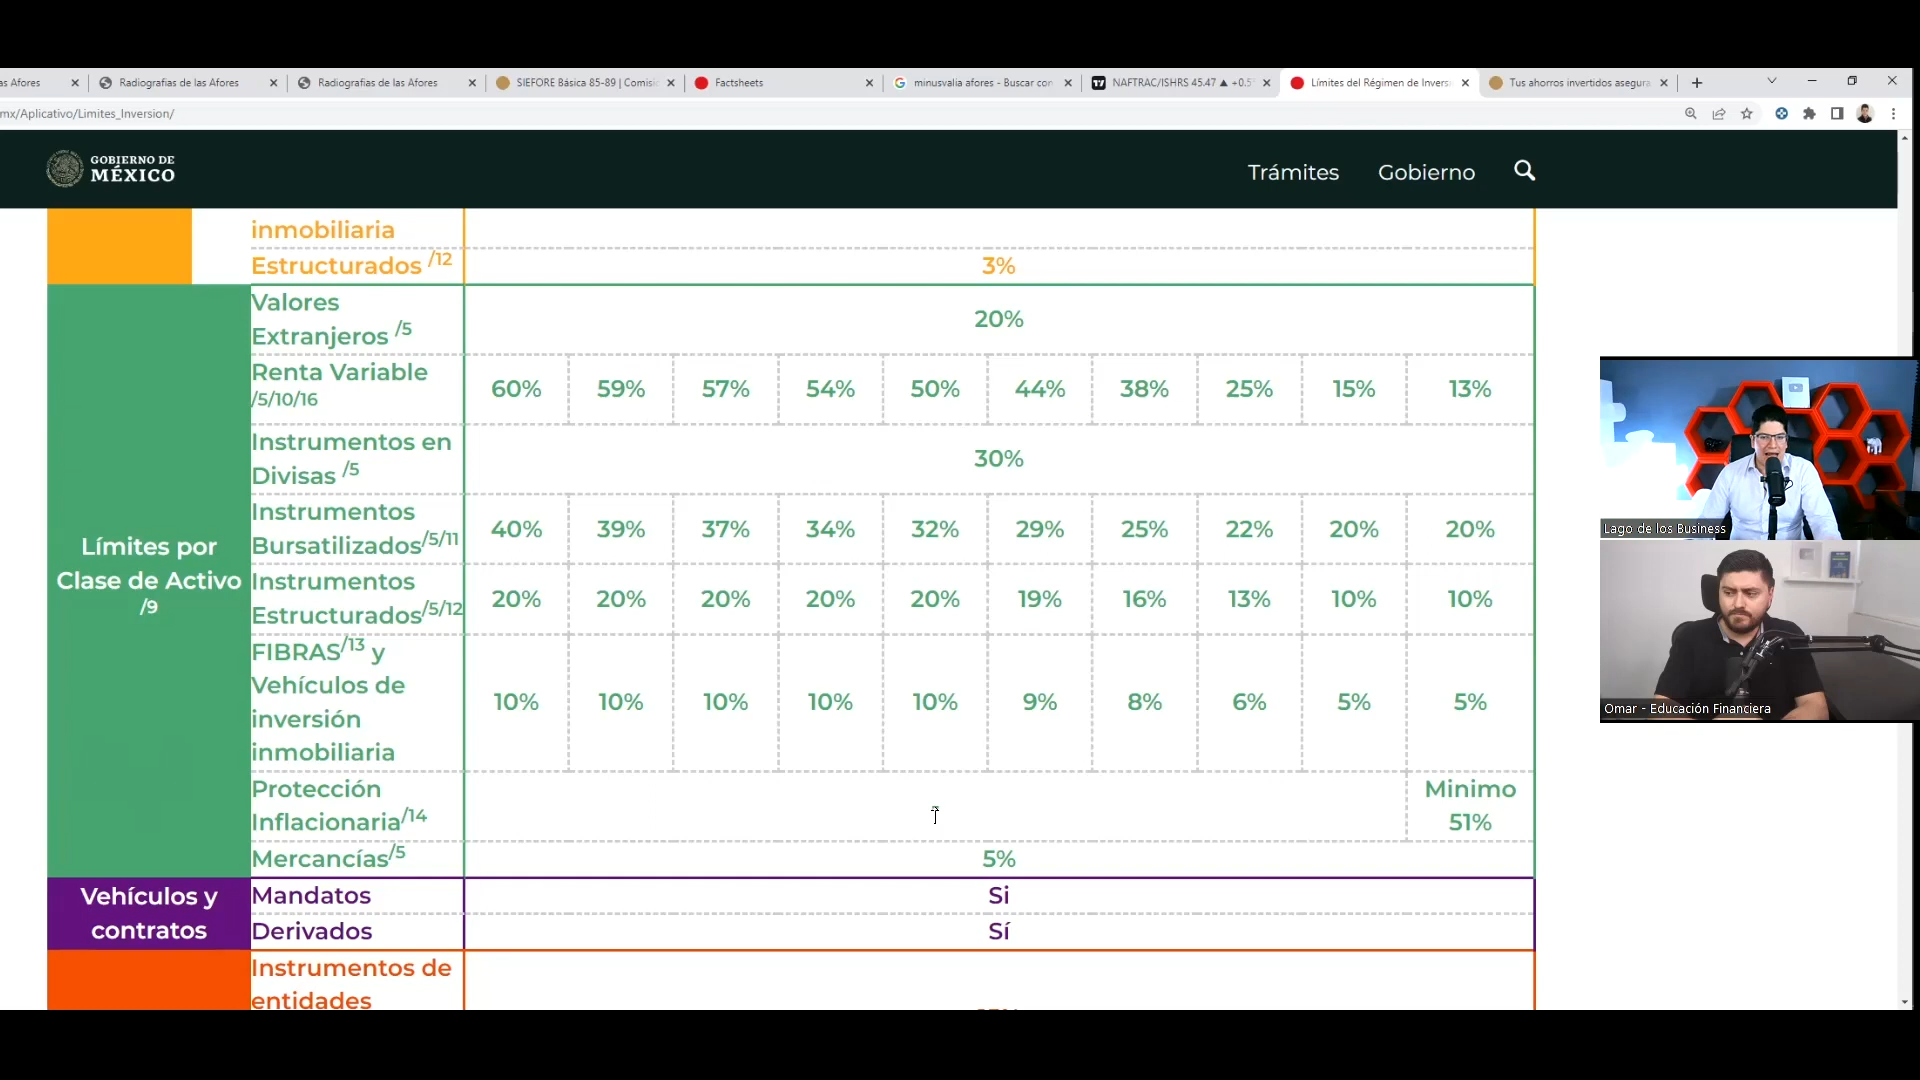 as Afores
Radiografías de las Afores
Radiografías de las Afores
SIEFORE Básica 85-89 | Comisi
Factsheets
minusvalia afores - Buscar con
NAFTRAC/ISHRS 45.47 ▲ +0.5
Límites del Régimen de Invers
Tus ahorros invertidos asegura
mx/Aplicativo/Limites_Inversion/
GOBIERNO DE
MÉXICO
Trámites
Gobierno
inmobiliaria
Estructurados /12
3%
Valores
Extranjeros /5
20%
Renta Variable
/5/10/16
60% 59% 57% 54% 50% 44% 38% 25% 15% 13%
Instrumentos en
Divisas /5
30%
Límites por
Clase de Activo
/9
Instrumentos
Bursatilizados/5/11
40% 39% 37% 34% 32% 29% 25% 22% 20% 20%
Instrumentos
Estructurados/5/12
20% 20% 20% 20% 20% 19% 16% 13% 10% 10%
FIBRAS/13 y
Vehículos de
inversión
inmobiliaria
10% 10% 10% 10% 10% 9% 8% 6% 5% 5%
Protección
Inflacionaria/14
Minimo
51%
Mercancías/5
5%
Vehículos y
contratos
Mandatos
Si
Derivados
Sí
Instrumentos de
entidades
Lago de los Business
Omar - Educación Financiera